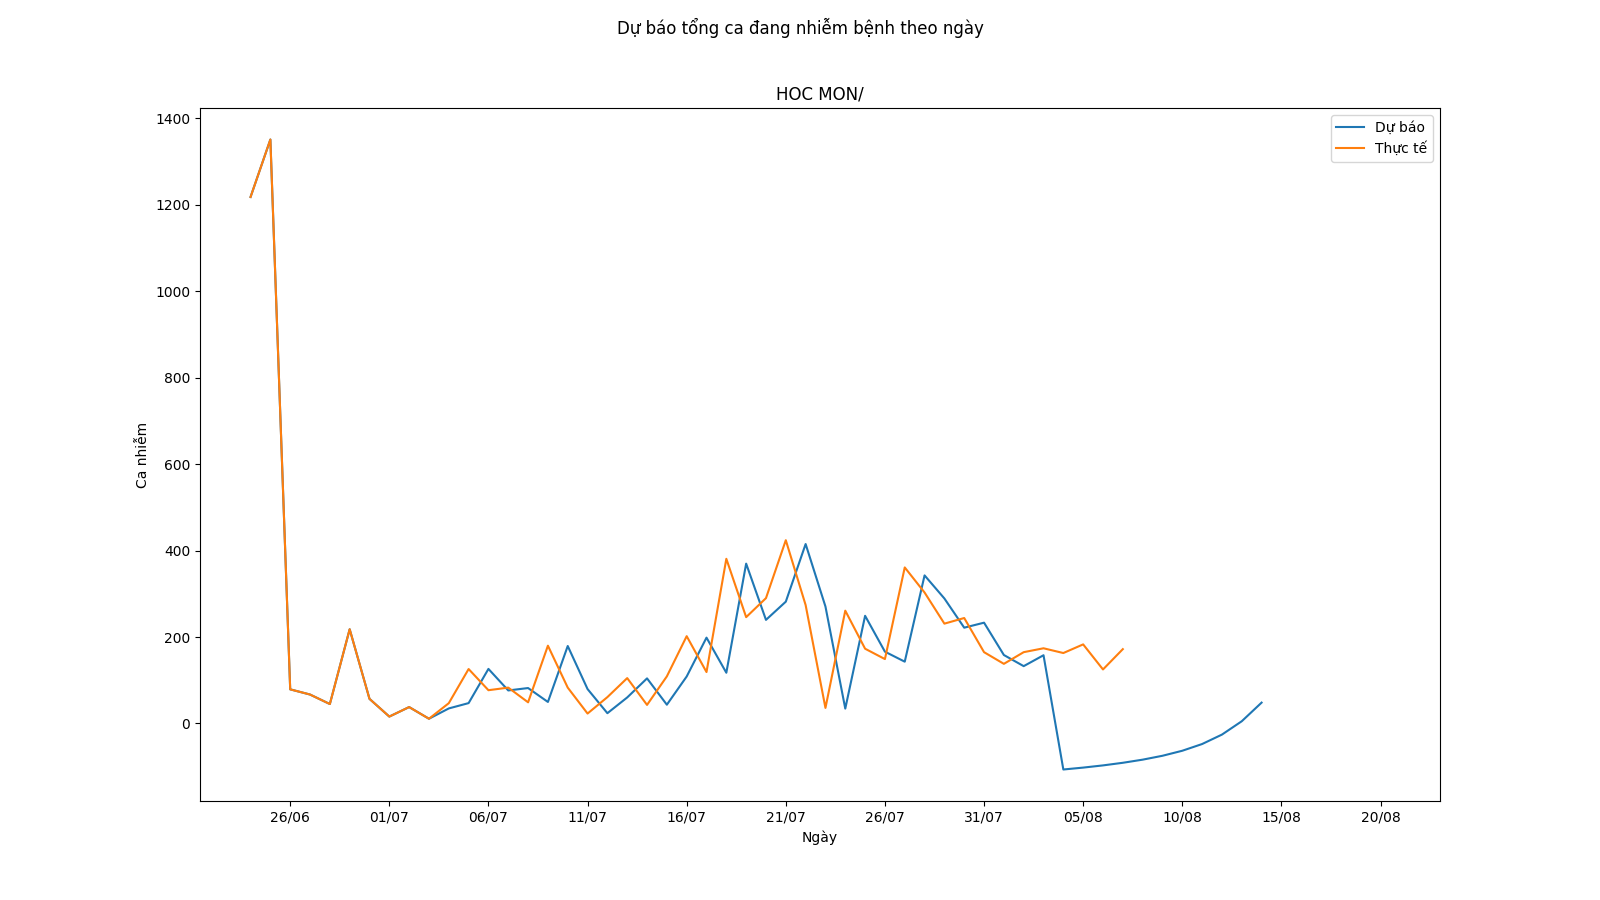 Dự báo tổng ca đang nhiễm bệnh theo ngày
HOC MON/
Dự báo
Thực tế
1400
1200
1000
800
600
400
200
0
Ca nhiễm
26/06 01/07 06/07 11/07 16/07 21/07 26/07 31/07 05/08 10/08 15/08 20/08
Ngày